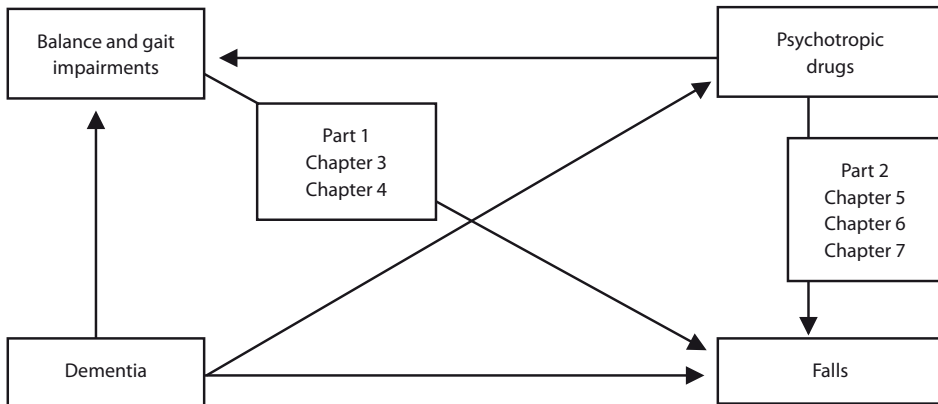 Balance and gait
impairments
Psychotropic
drugs
Part 1
Chapter 3
Chapter 4
Part 2
Chapter 5
Chapter 6
Chapter 7
Dementia
Falls